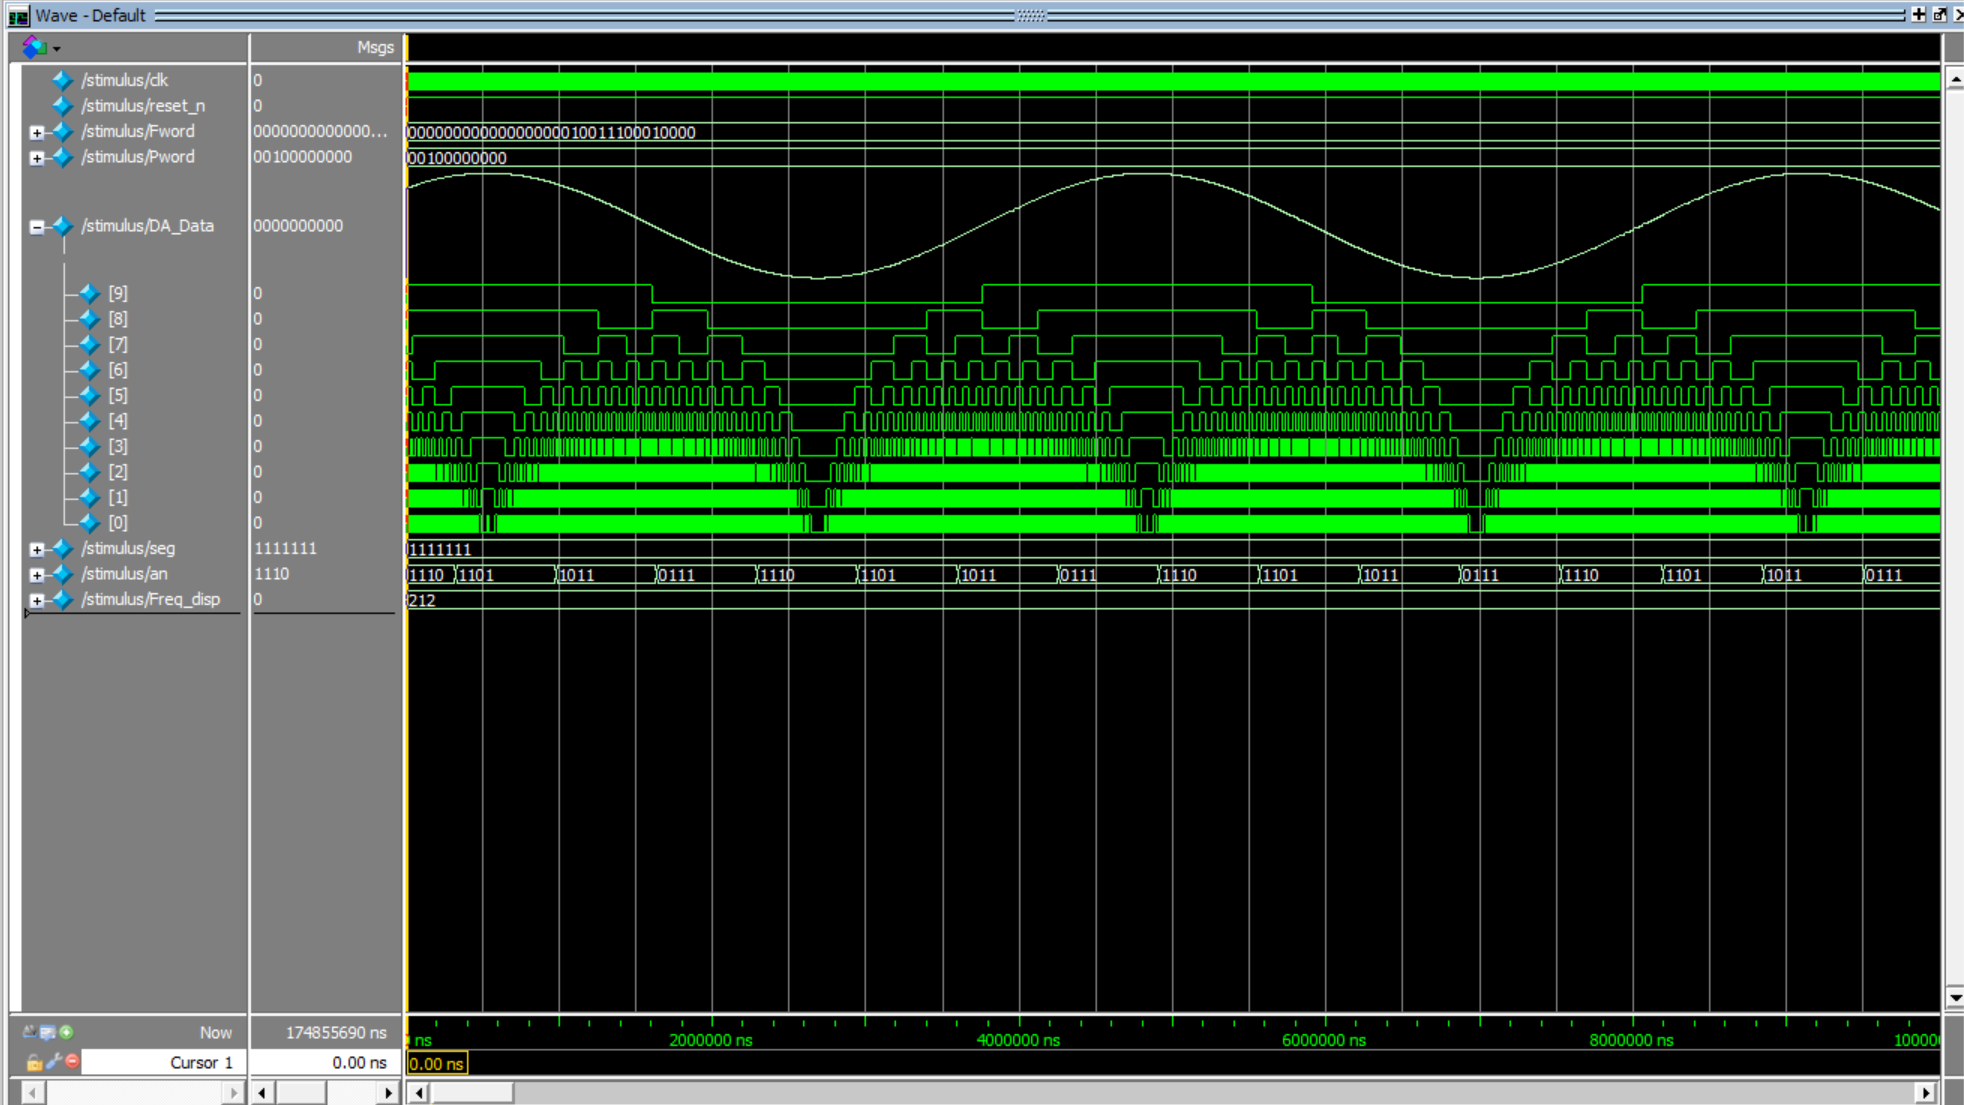 Wave - Default
Msgs
/stimulus/clk 0
/stimulus/reset_n 0
/stimulus/Fword 0000000000000... 00000000000000000010011100010000
/stimulus/Pword 00100000000 00100000000
/stimulus/DA_Data 0000000000
[9] 0
[8] 0
[7] 0
[6] 0
[5] 0
[4] 0
[3] 0
[2] 0
[1] 0
[0] 0
/stimulus/seg 1111111 1111111
/stimulus/an 1110 1110 1101 1011 0111 1110 1101 1011 0111 1110 1101 1011 0111 1110 1101 1011 0111
/stimulus/Freq_disp 0 212
Now 174855690 ns ns 2000000 ns 4000000 ns 6000000 ns 8000000 ns 10000
Cursor 1 0.00 ns 0.00 ns